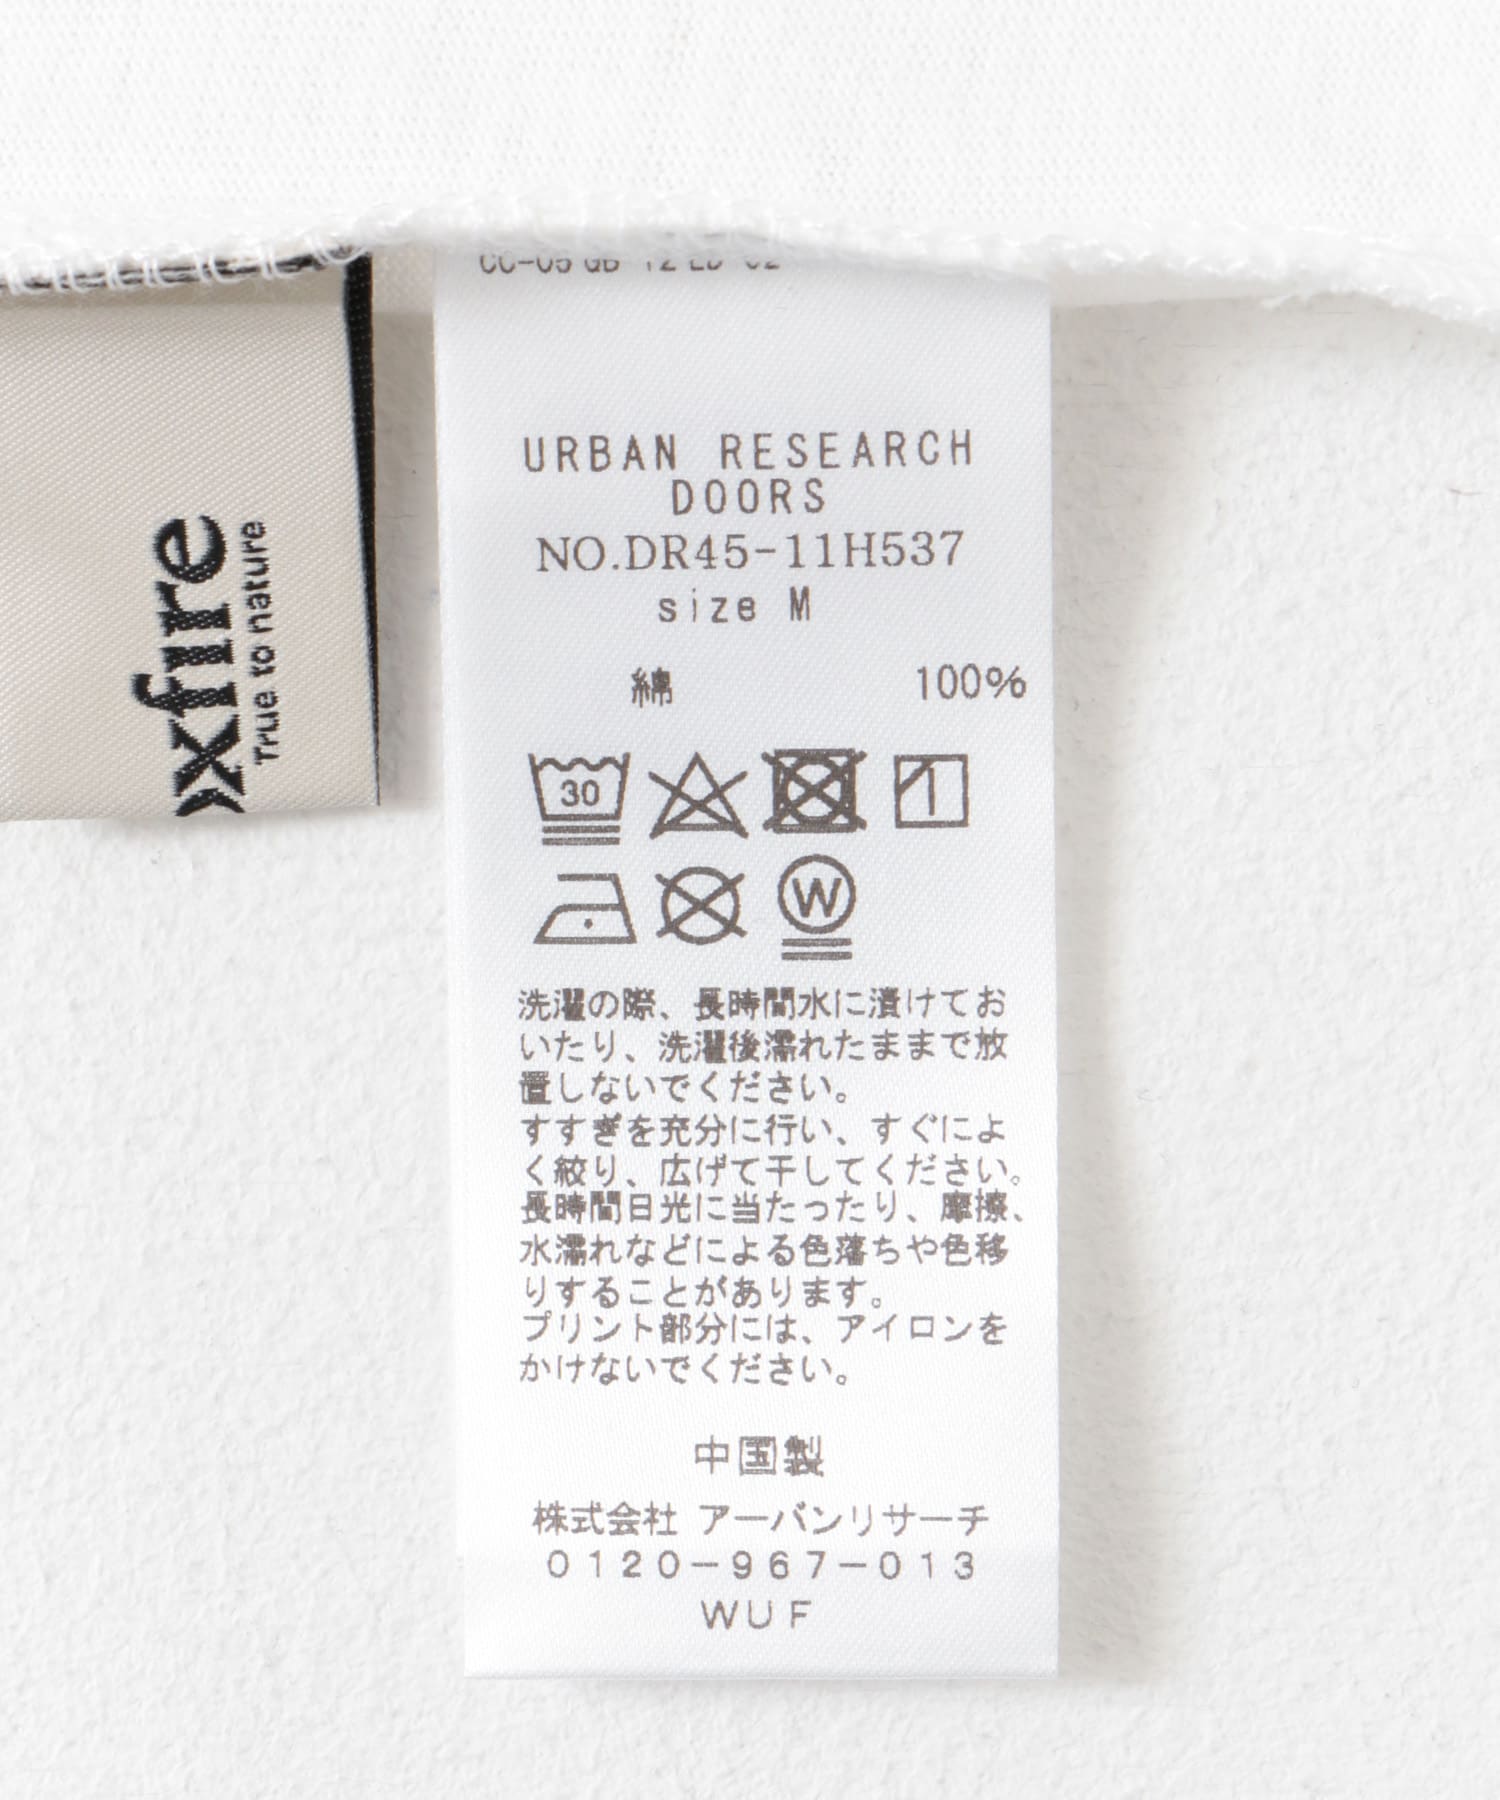 URBAN RESEARCH
DOORS
NO.DR45-11H537
size M
綿 100%
30
W
洗濯の際、長時間水に漬けてお
いたり、洗濯後濡れたままで放
置しないでください。
すすぎを充分に行い、すぐによ
く絞り、広げて干してください。
長時間日光に当たったり、摩擦、
水濡れなどによる色落ちや色移
りすることがあります。
プリント部分には、アイロンを
かけないでください。
中国製
株式会社 アーバンリサーチ
0120-967-013
WUF
oxfire
True to nature